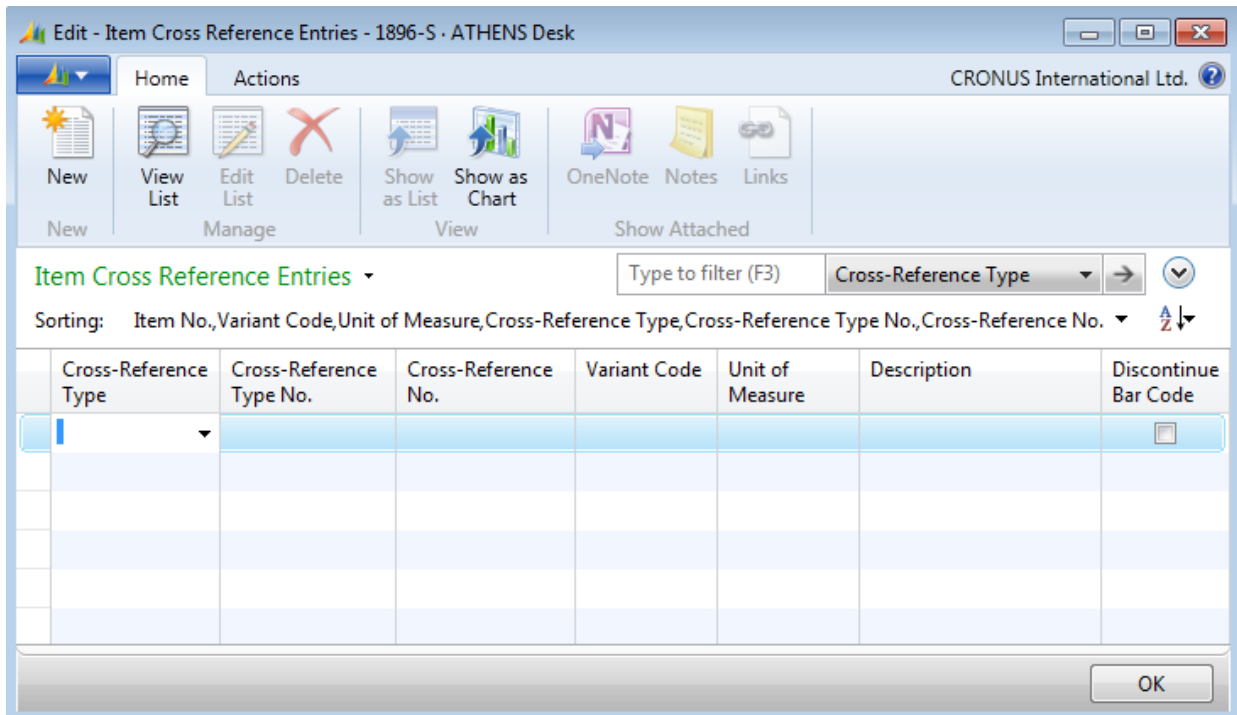 Edit - Item Cross Reference Entries - 1896-S · ATHENS Desk
Home Actions CRONUS International Ltd.
New View List Edit List Delete Show as List Show as Chart OneNote Notes Links
New Manage View Show Attached
Item Cross Reference Entries Type to filter (F3) Cross-Reference Type
Sorting: Item No.,Variant Code,Unit of Measure,Cross-Reference Type,Cross-Reference Type No.,Cross-Reference No. A Z
Cross-Reference Type Cross-Reference Type No. Cross-Reference No. Variant Code Unit of Measure Description Discontinue Bar Code
OK